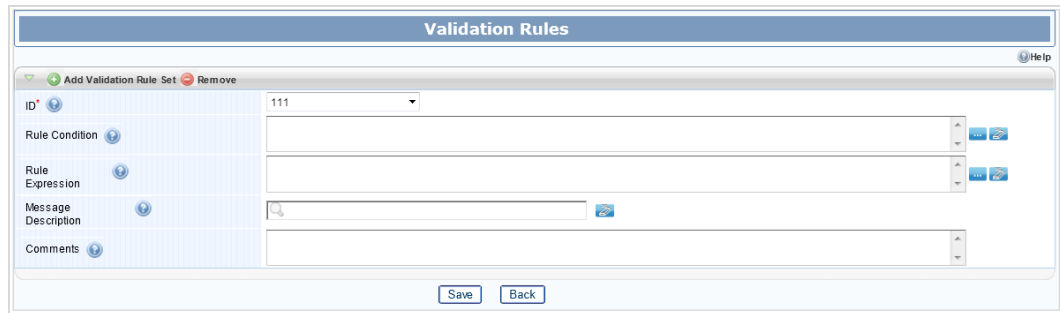 Validation Rules
Help
Add Validation Rule Set Remove
ID*
111
Rule Condition
...
Rule
Expression
...
Message
Description
Comments
Save Back